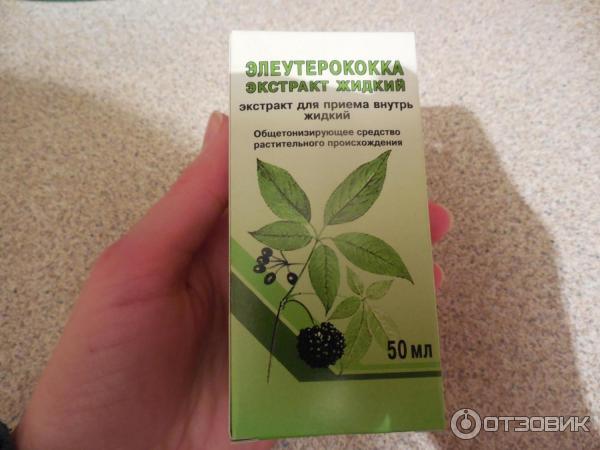 ЭЛЕУТЕРОКОККА
ЭКСТРАКТ ЖИДКИЙ
экстракт для приема внутрь
жидкий
Общетонизирующее средство
растительного происхождения
50 мл
ОТЗОВИК